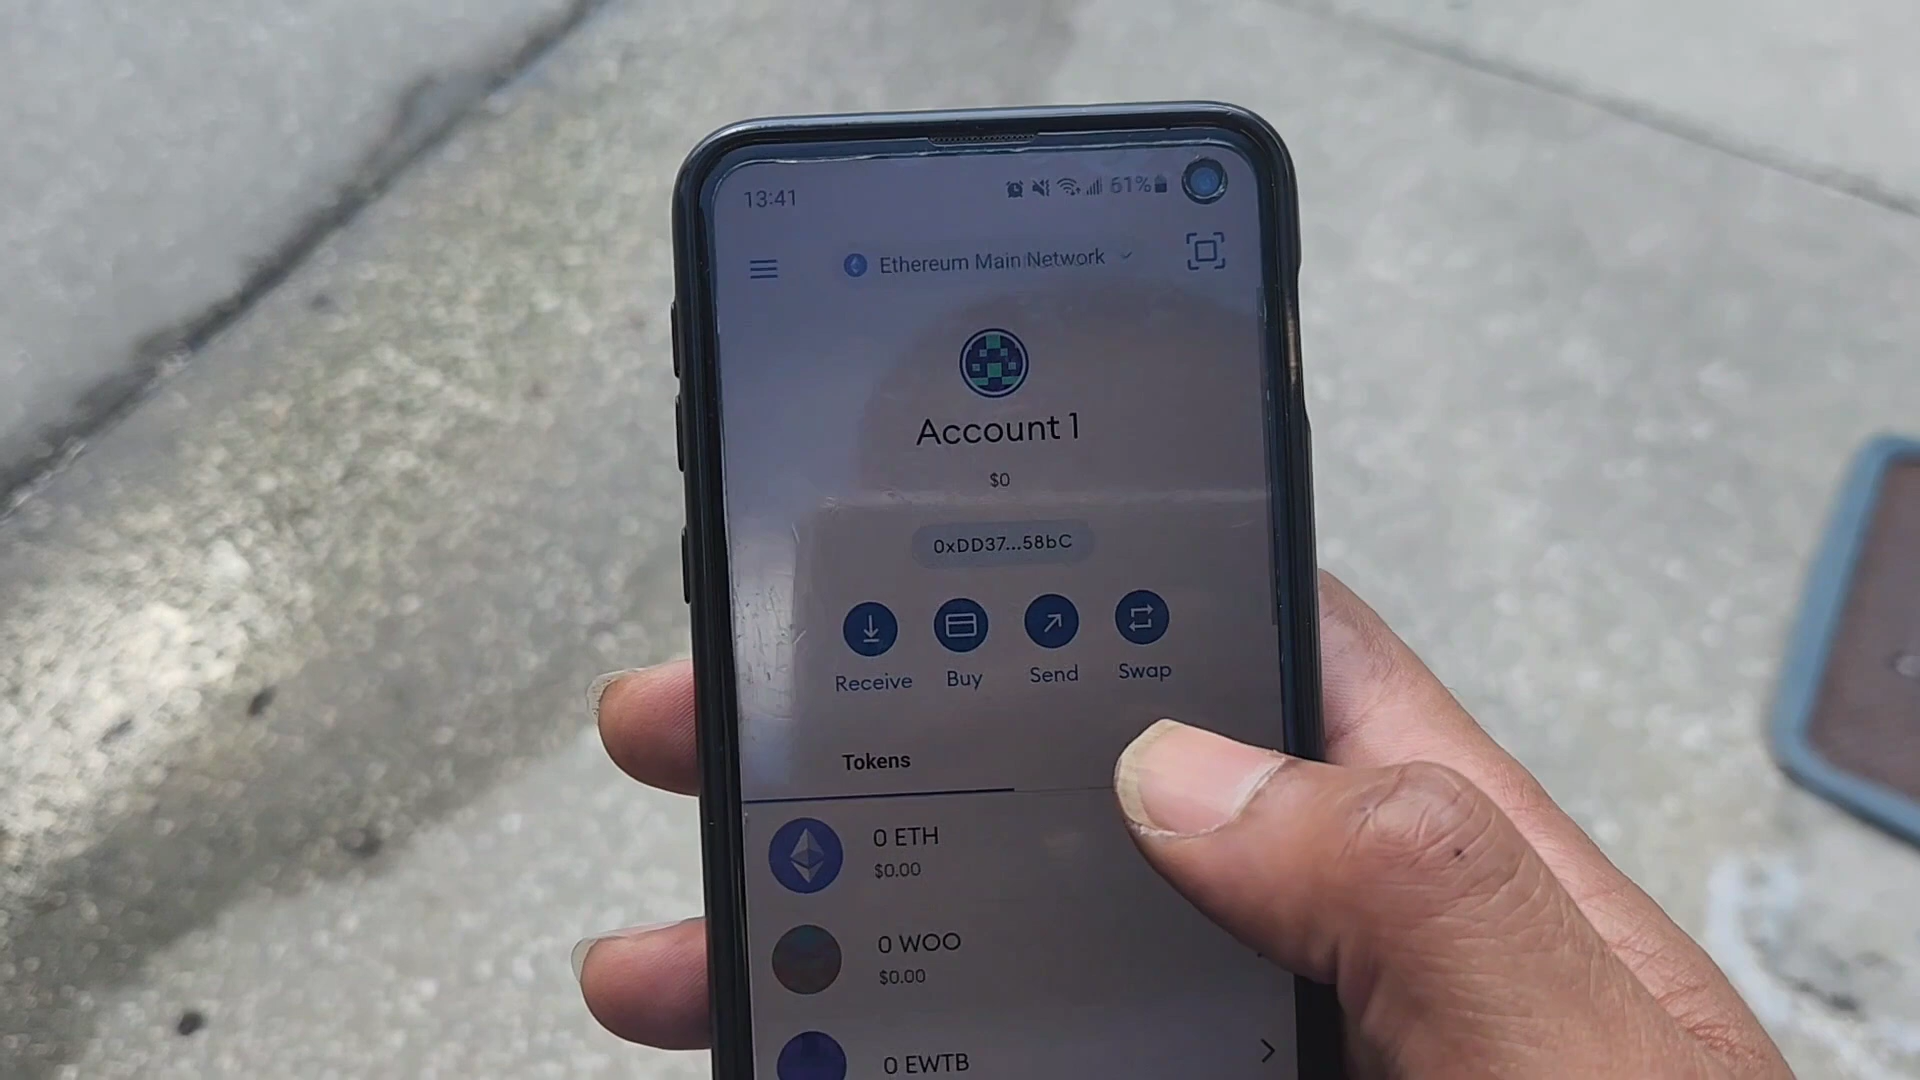 13:41
61%
Ethereum Main Network
Account 1
$0
0xDD37...58bC
Receive Buy Send Swap
Tokens
0 ETH
$0.00
0 WOO
$0.00
0 EWTB